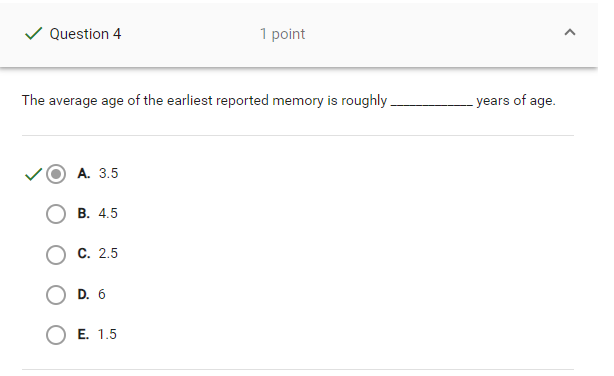 Question 4 1 point
The average age of the earliest reported memory is roughly _____________ years of age.
A. 3.5
B. 4.5
C. 2.5
D. 6
E. 1.5